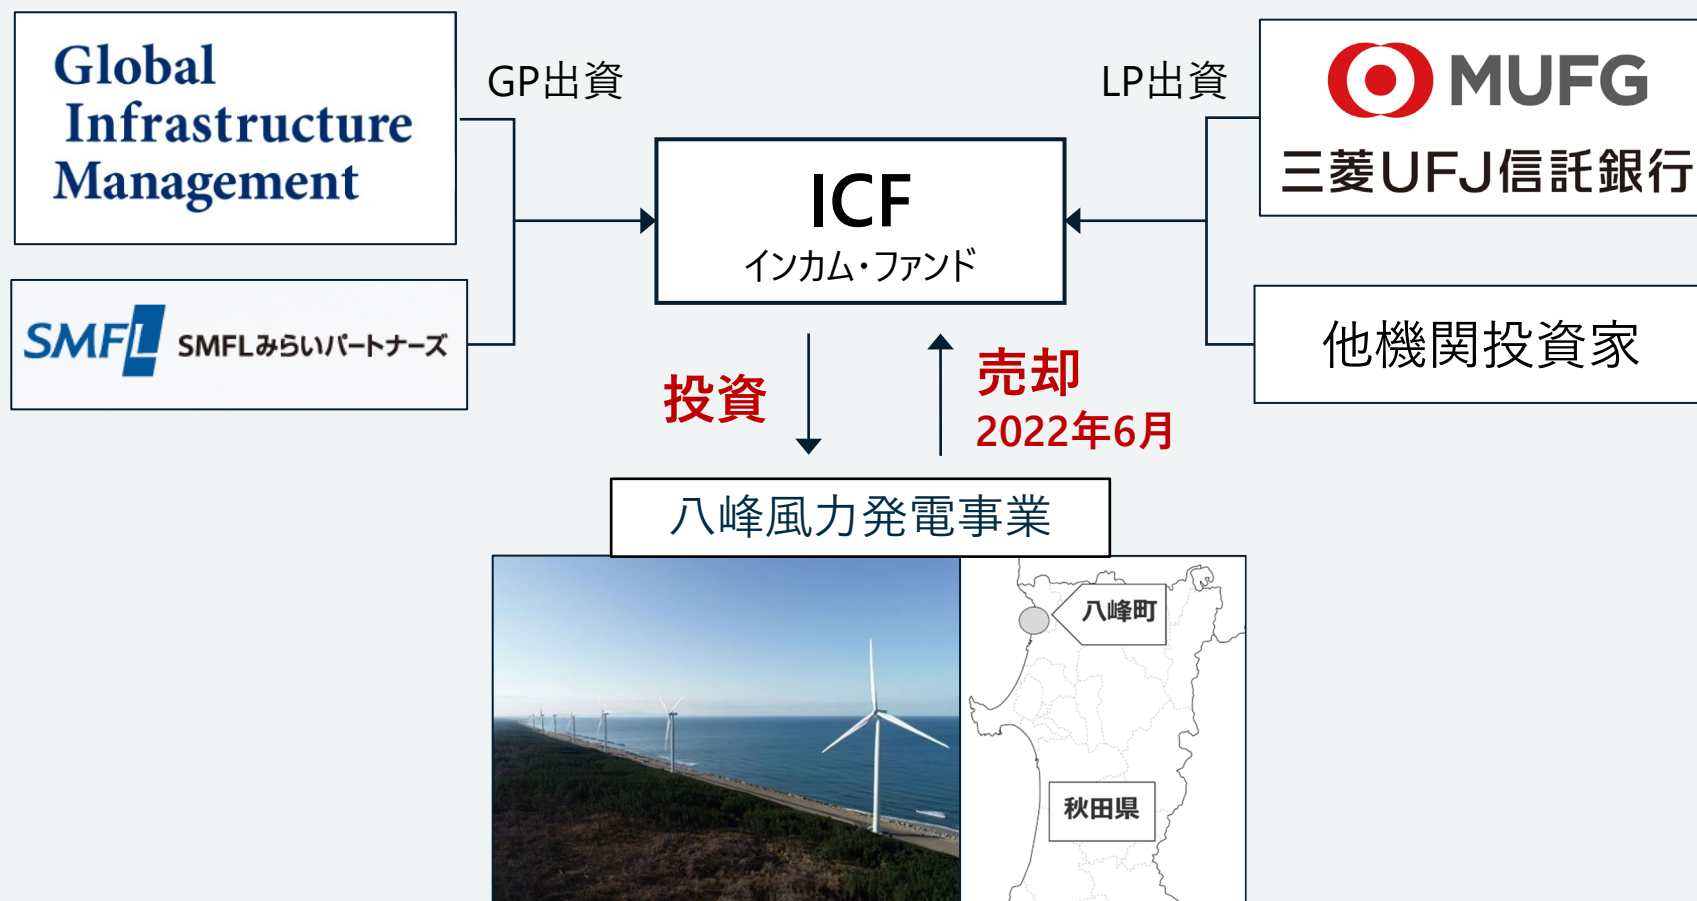 Global
Infrastructure
Management
GP出資
LP出資
MUFG
三菱UFJ信託銀行
ICF
インカム・ファンド
SMFL SMFLみらいパートナーズ
他機関投資家
投資
売却
2022年6月
八峰風力発電事業
八峰町
秋田県